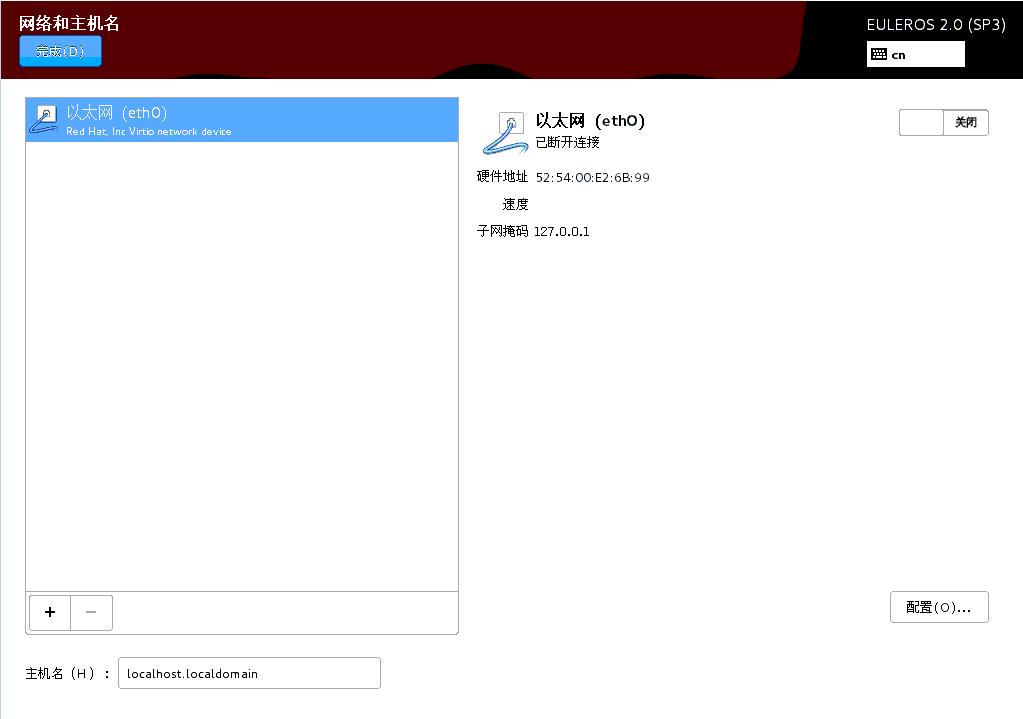 网络和主机名
完成(D)
EULEROS 2.0 (SP3)
cn
以太网（eth0）
Red Hat, Inc Virtio network device
以太网（eth0）
已断开连接
关闭
硬件地址 52:54:00:E2:6B:99
速度
子网掩码 127.0.0.1
+ −
配置(O)...
主机名（H）： localhost.localdomain